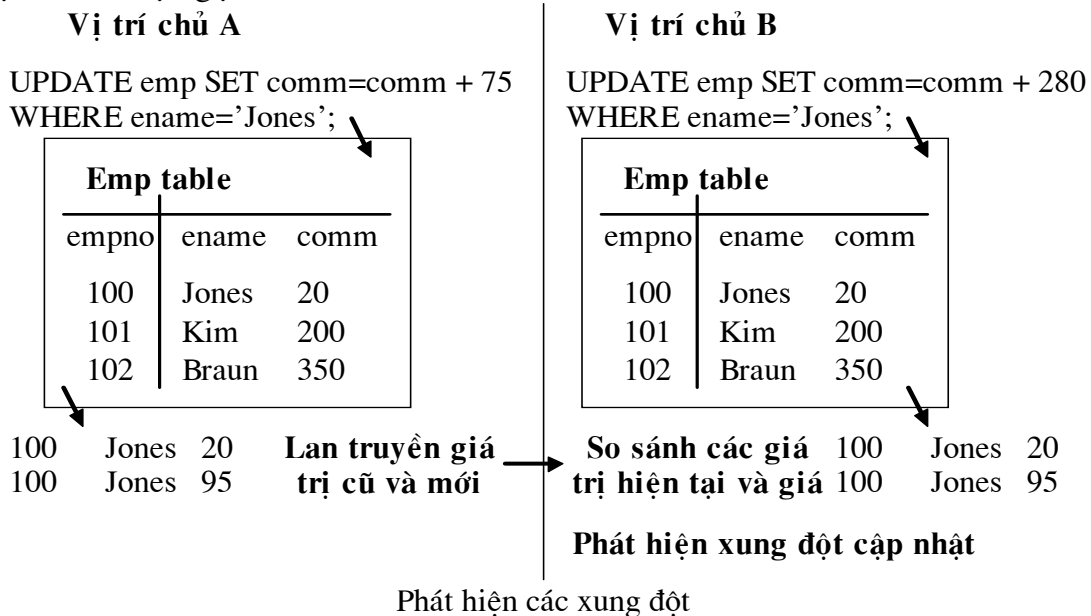 Vị trí chủ A
UPDATE emp SET comm=comm + 75
WHERE ename='Jones';
Emp table
empno ename comm
100 Jones 20
101 Kim 200
102 Braun 350
100 Jones 20
100 Jones 95
Lan truyền giá
trị cũ và mới
Vị trí chủ B
UPDATE emp SET comm=comm + 280
WHERE ename='Jones';
Emp table
empno ename comm
100 Jones 20
101 Kim 200
102 Braun 350
So sánh các giá
trị hiện tại và giá
100 Jones 20
100 Jones 95
Phát hiện xung đột cập nhật
Phát hiện các xung đột